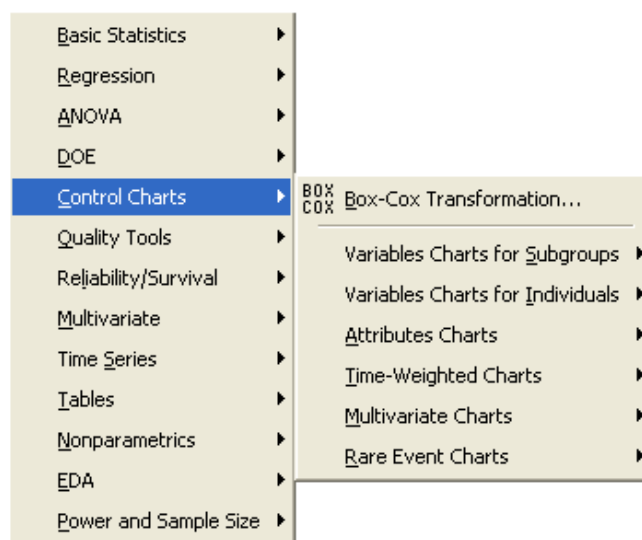 Basic Statistics
Regression
ANOVA
DOE
Control Charts
Quality Tools
Reliability/Survival
Multivariate
Time Series
Tables
Nonparametrics
EDA
Power and Sample Size
BOX COX Box-Cox Transformation...
Variables Charts for Subgroups
Variables Charts for Individuals
Attributes Charts
Time-Weighted Charts
Multivariate Charts
Rare Event Charts